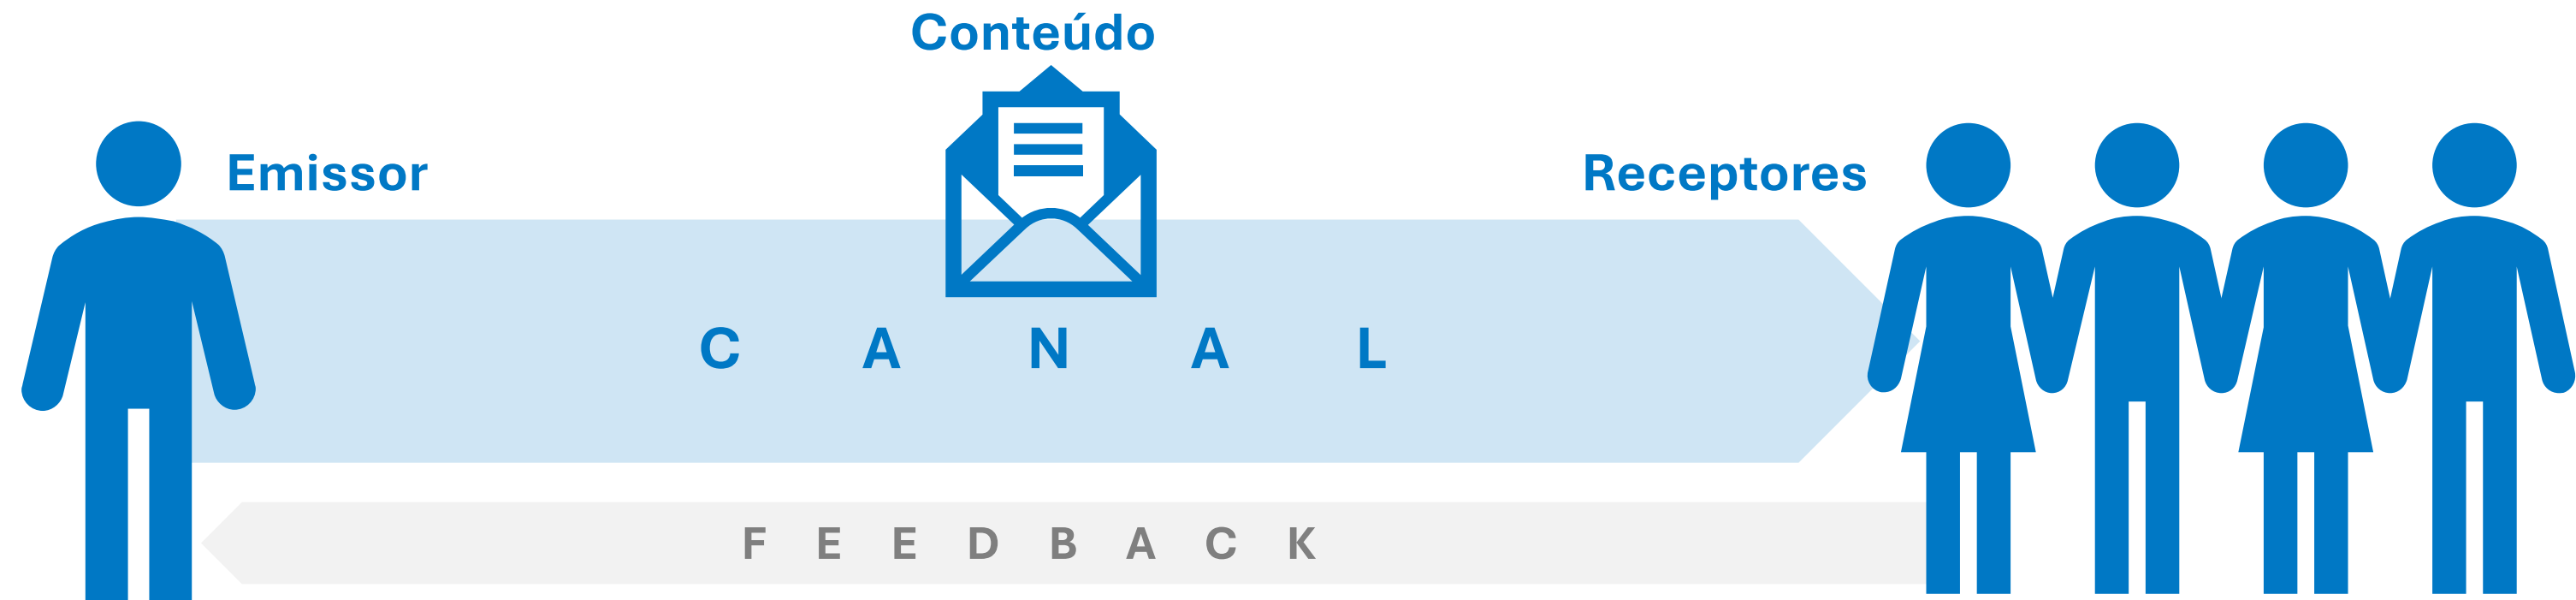 Conteúdo
Emissor
Receptores
C A N A L
F E E D B A C K